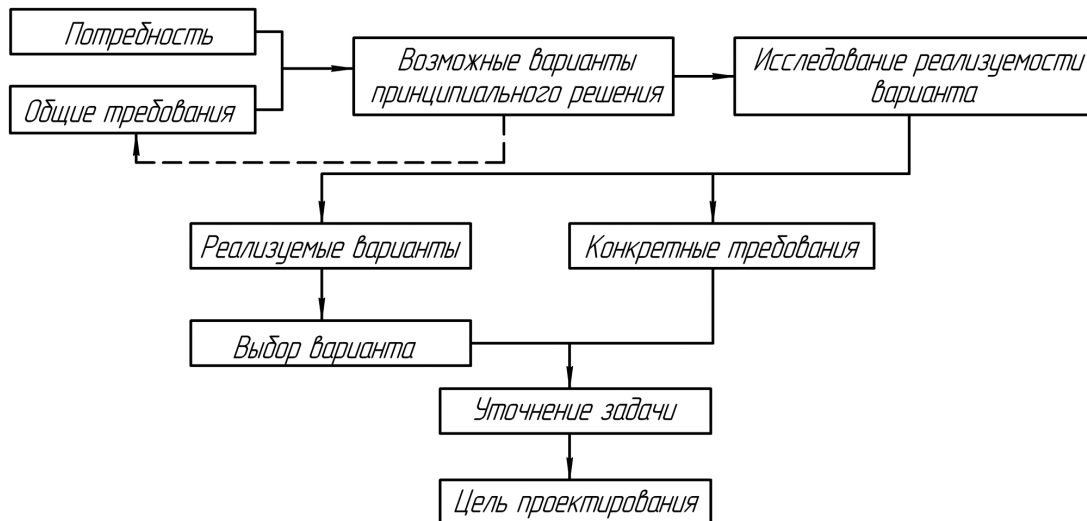 Потребность
Общие требования
Возможные варианты
принципиального решения
Исследование реализуемости
варианта
Реализуемые варианты
Конкретные требования
Выбор варианта
Уточнение задачи
Цель проектирования